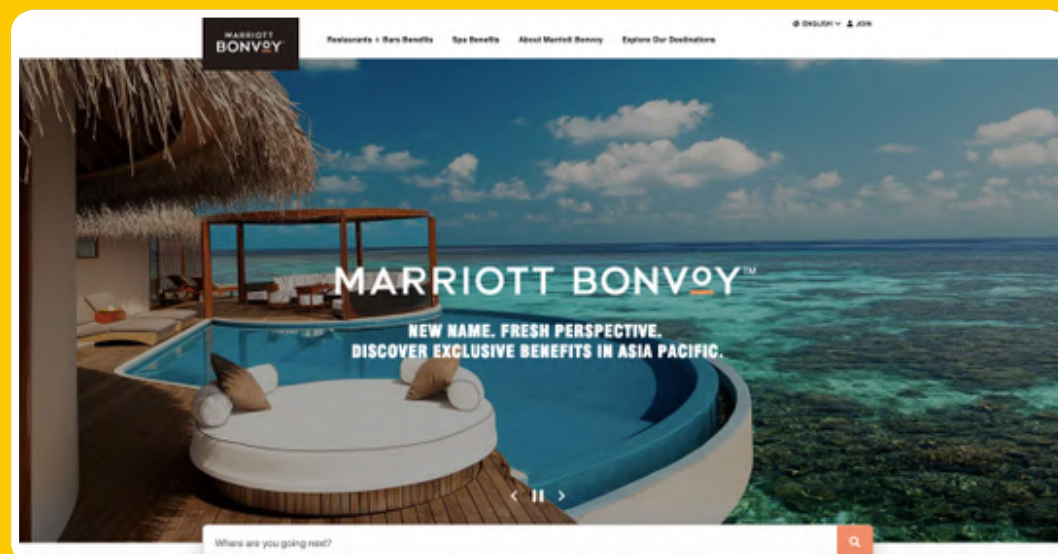 MARRIOTT
BONVOY
Restaurants + Bars Benefits Spa Benefits About Marriott Bonvoy Explore Our Destinations
ENGLISH JOIN
MARRIOTT BONVOY™
NEW NAME. FRESH PERSPECTIVE.
DISCOVER EXCLUSIVE BENEFITS IN ASIA PACIFIC.
Where are you going next?